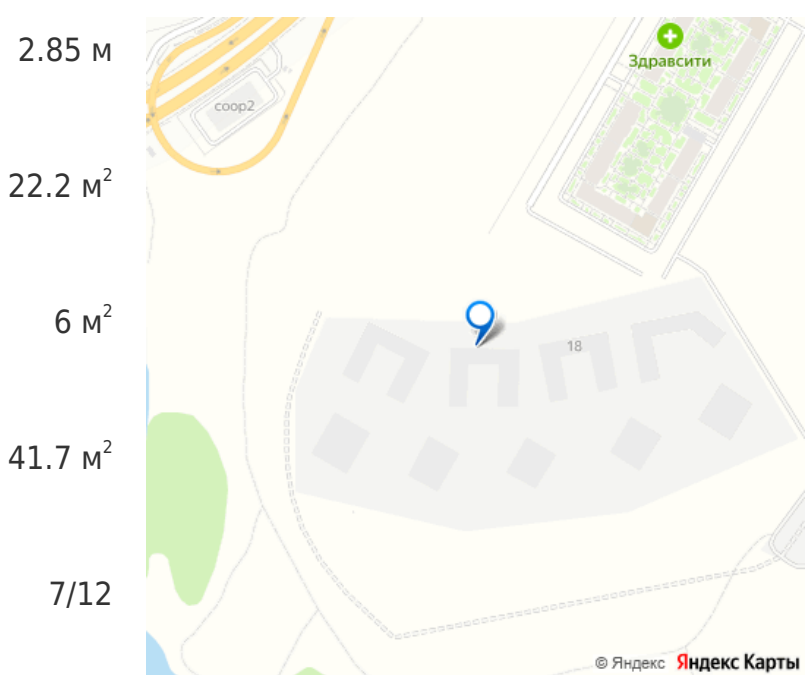 2.85 м
Здравсити
соор2
22.2 м²
6 м²
18
41.7 м²
7/12
© Яндекс Яндекс Карты